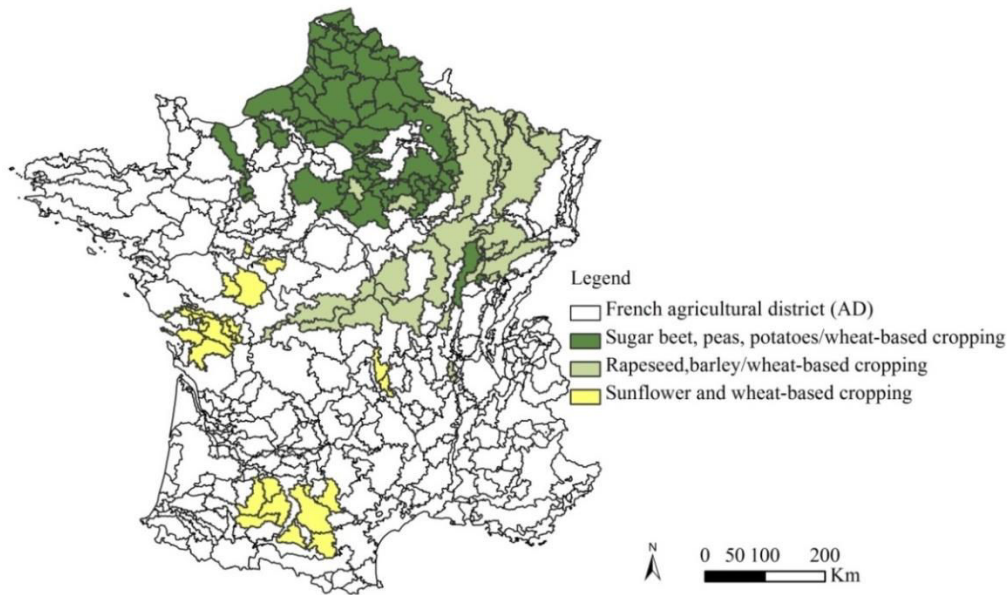 Legend
French agricultural district (AD)
Sugar beet, peas, potatoes/wheat-based cropping
Rapeseed,barley/wheat-based cropping
Sunflower and wheat-based cropping
N
0 50 100 200
Km